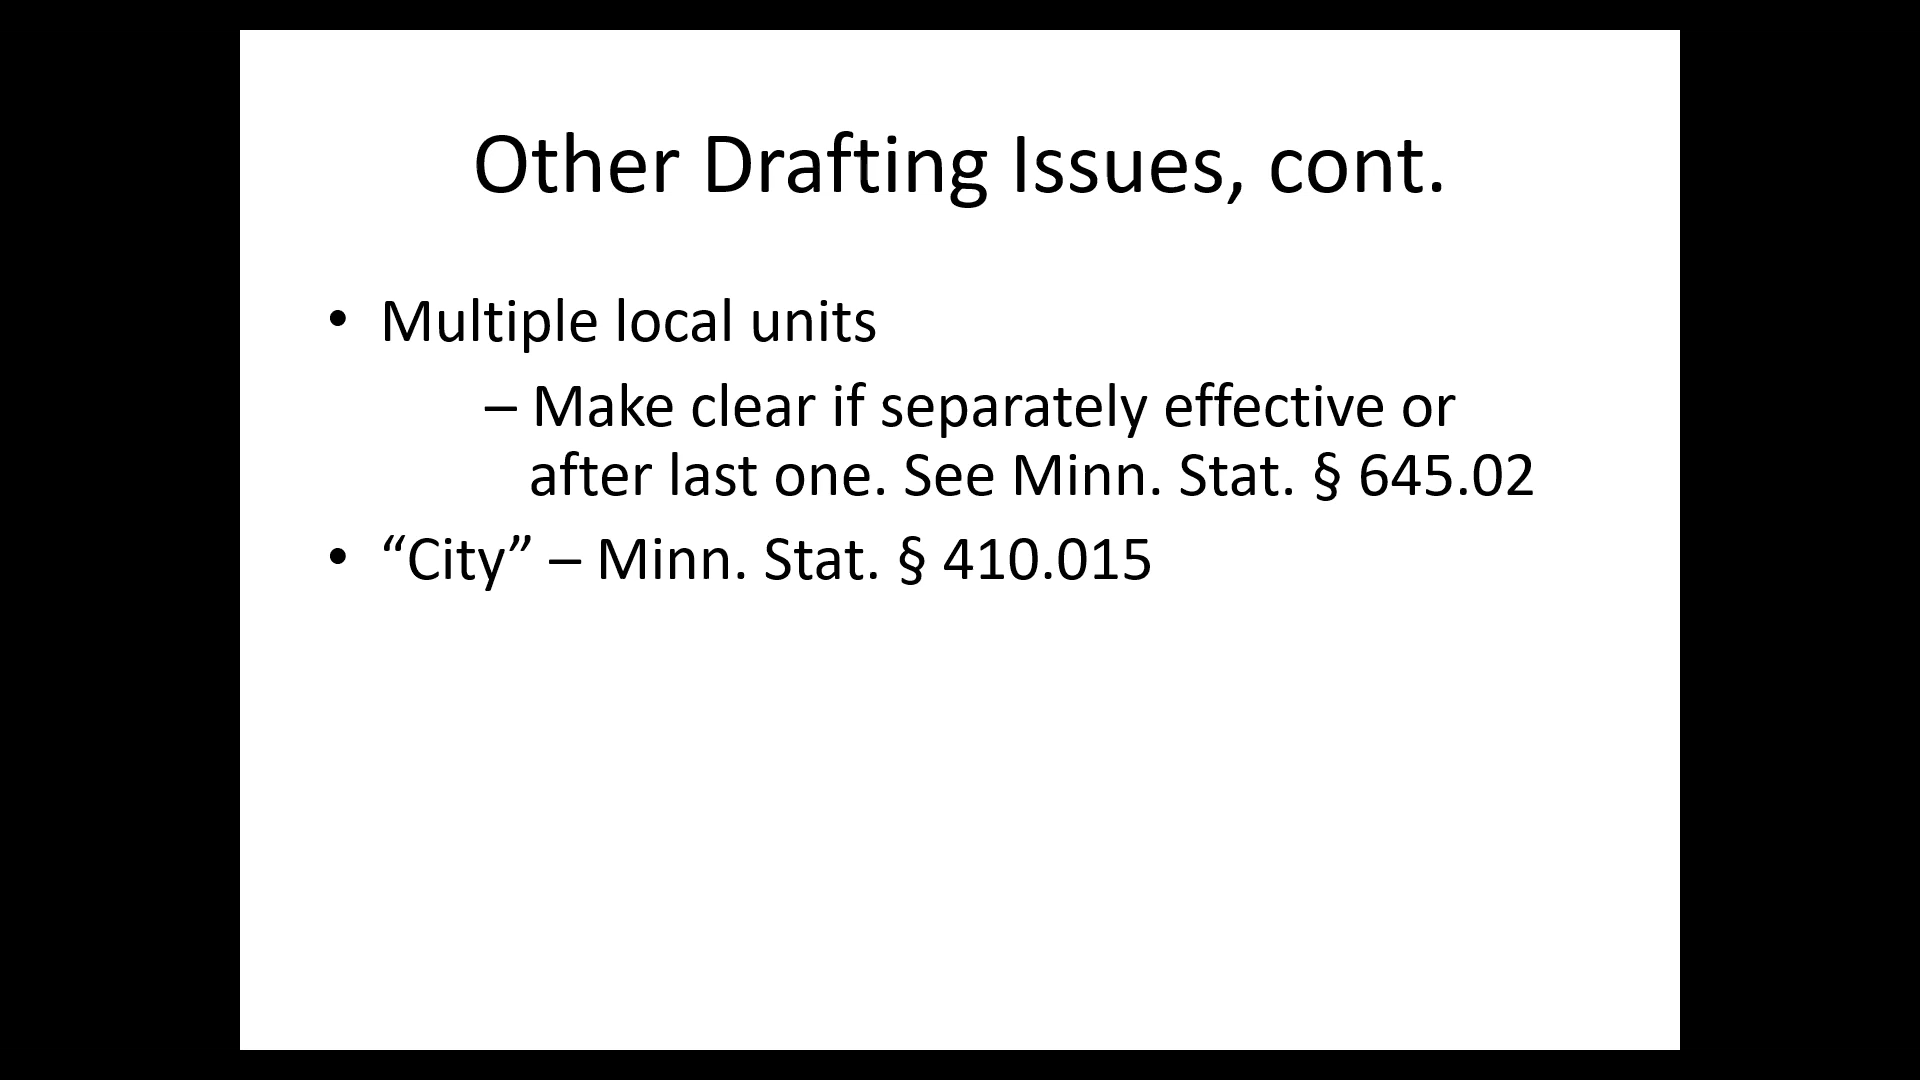 Other Drafting Issues, cont.
• Multiple local units
– Make clear if separately effective or
after last one. See Minn. Stat. § 645.02
• “City” – Minn. Stat. § 410.015